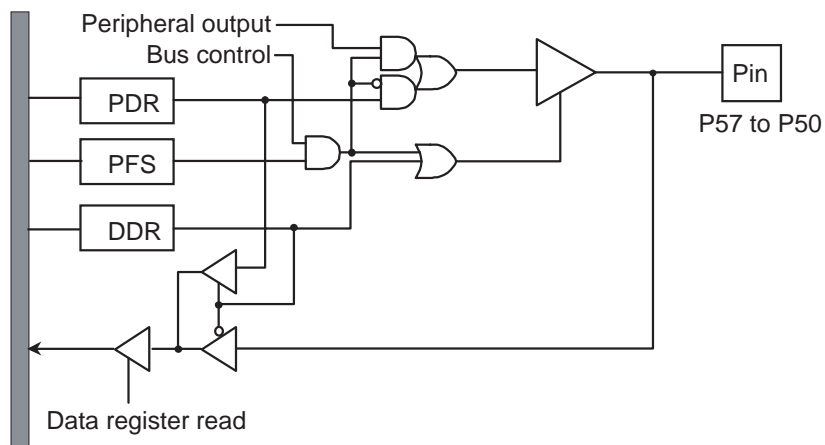 Peripheral output
Bus control
PDR
Pin
P57 to P50
PFS
DDR
Data register read